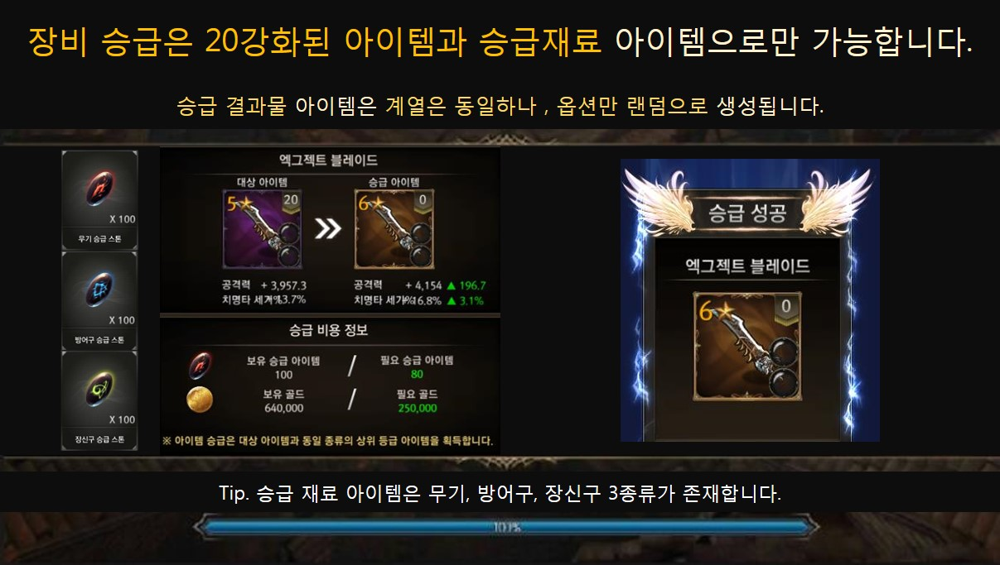 장비 승급은 20강화된 아이템과 승급재료 아이템으로만 가능합니다.
승급 결과물 아이템은 계열은 동일하나 , 옵션만 랜덤으로 생성됩니다.
X 100
무기 승급 스톤
X 100
방어구 승급 스톤
X 100
장신구 승급 스톤
엑그젝트 블레이드
대상 아이템
승급 아이템
5 20
6 0
공격력 + 3,957.3
공격력 + 4,154 ▲ 196.7
치명타 3.7%
치명타 16.8% ▲ 3.1%
승급 비용 정보
보유 승급 아이템 / 필요 승급 아이템
100 80
보유 골드 / 필요 골드
640,000 250,000
※ 아이템 승급은 대상 아이템과 동일 종류의 상위 등급 아이템을 획득합니다.
승급 성공
엑그젝트 블레이드
6 0
Tip. 승급 재료 아이템은 무기, 방어구, 장신구 3종류가 존재합니다.
100%